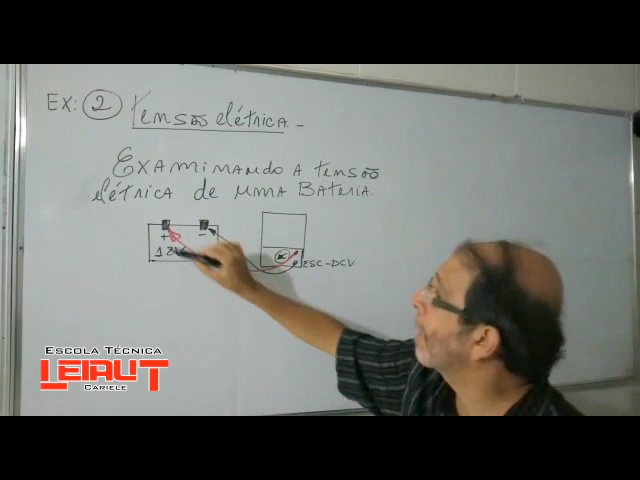 Ex: 2 Tensão elétrica.-
Examinando a tensão
elétrica de uma Bateria.
+ -
12V
ESC-DCV
ESCOLA TÉCNICA
LEIAUT
CARIELE